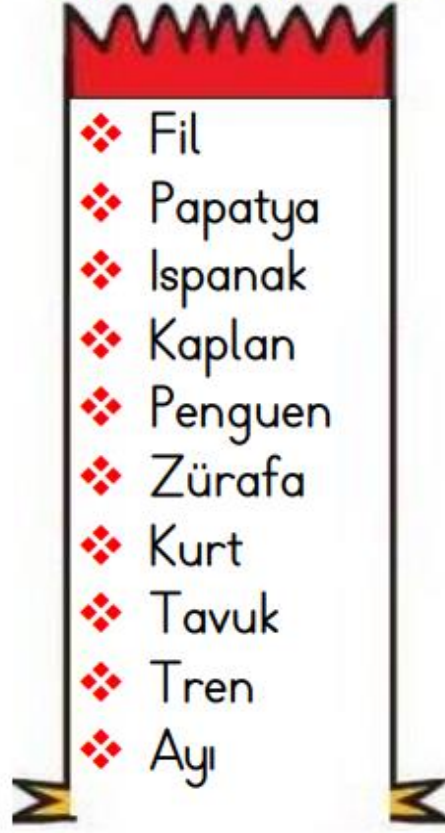 Fil
Papatya
Ispanak
Kaplan
Penguen
Zürafa
Kurt
Tavuk
Tren
Ayı